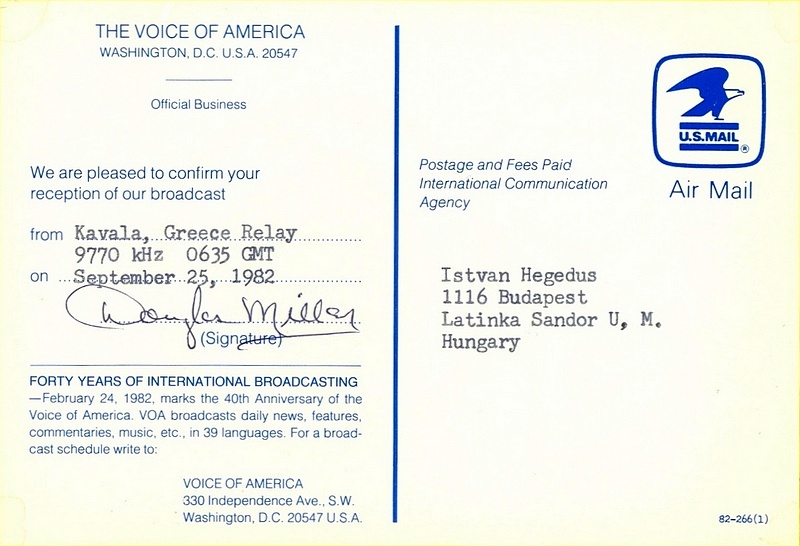 THE VOICE OF AMERICA
WASHINGTON, D.C. U.S.A. 20547
Official Business
We are pleased to confirm your
reception of our broadcast
from Kavala, Greece Relay
9770 kHz 0635 GMT
on September 25, 1982
Douglas Millar
(Signature)
FORTY YEARS OF INTERNATIONAL BROADCASTING
—February 24, 1982, marks the 40th Anniversary of the
Voice of America. VOA broadcasts daily news, features,
commentaries, music, etc., in 39 languages. For a broad-
cast schedule write to:
VOICE OF AMERICA
330 Independence Ave., S.W.
Washington, D.C. 20547 U.S.A.
U.S.MAIL
®
Air Mail
Postage and Fees Paid
International Communication
Agency
Istvan Hegedus
1116 Budapest
Latinka Sandor U, M.
Hungary
82-266(1)